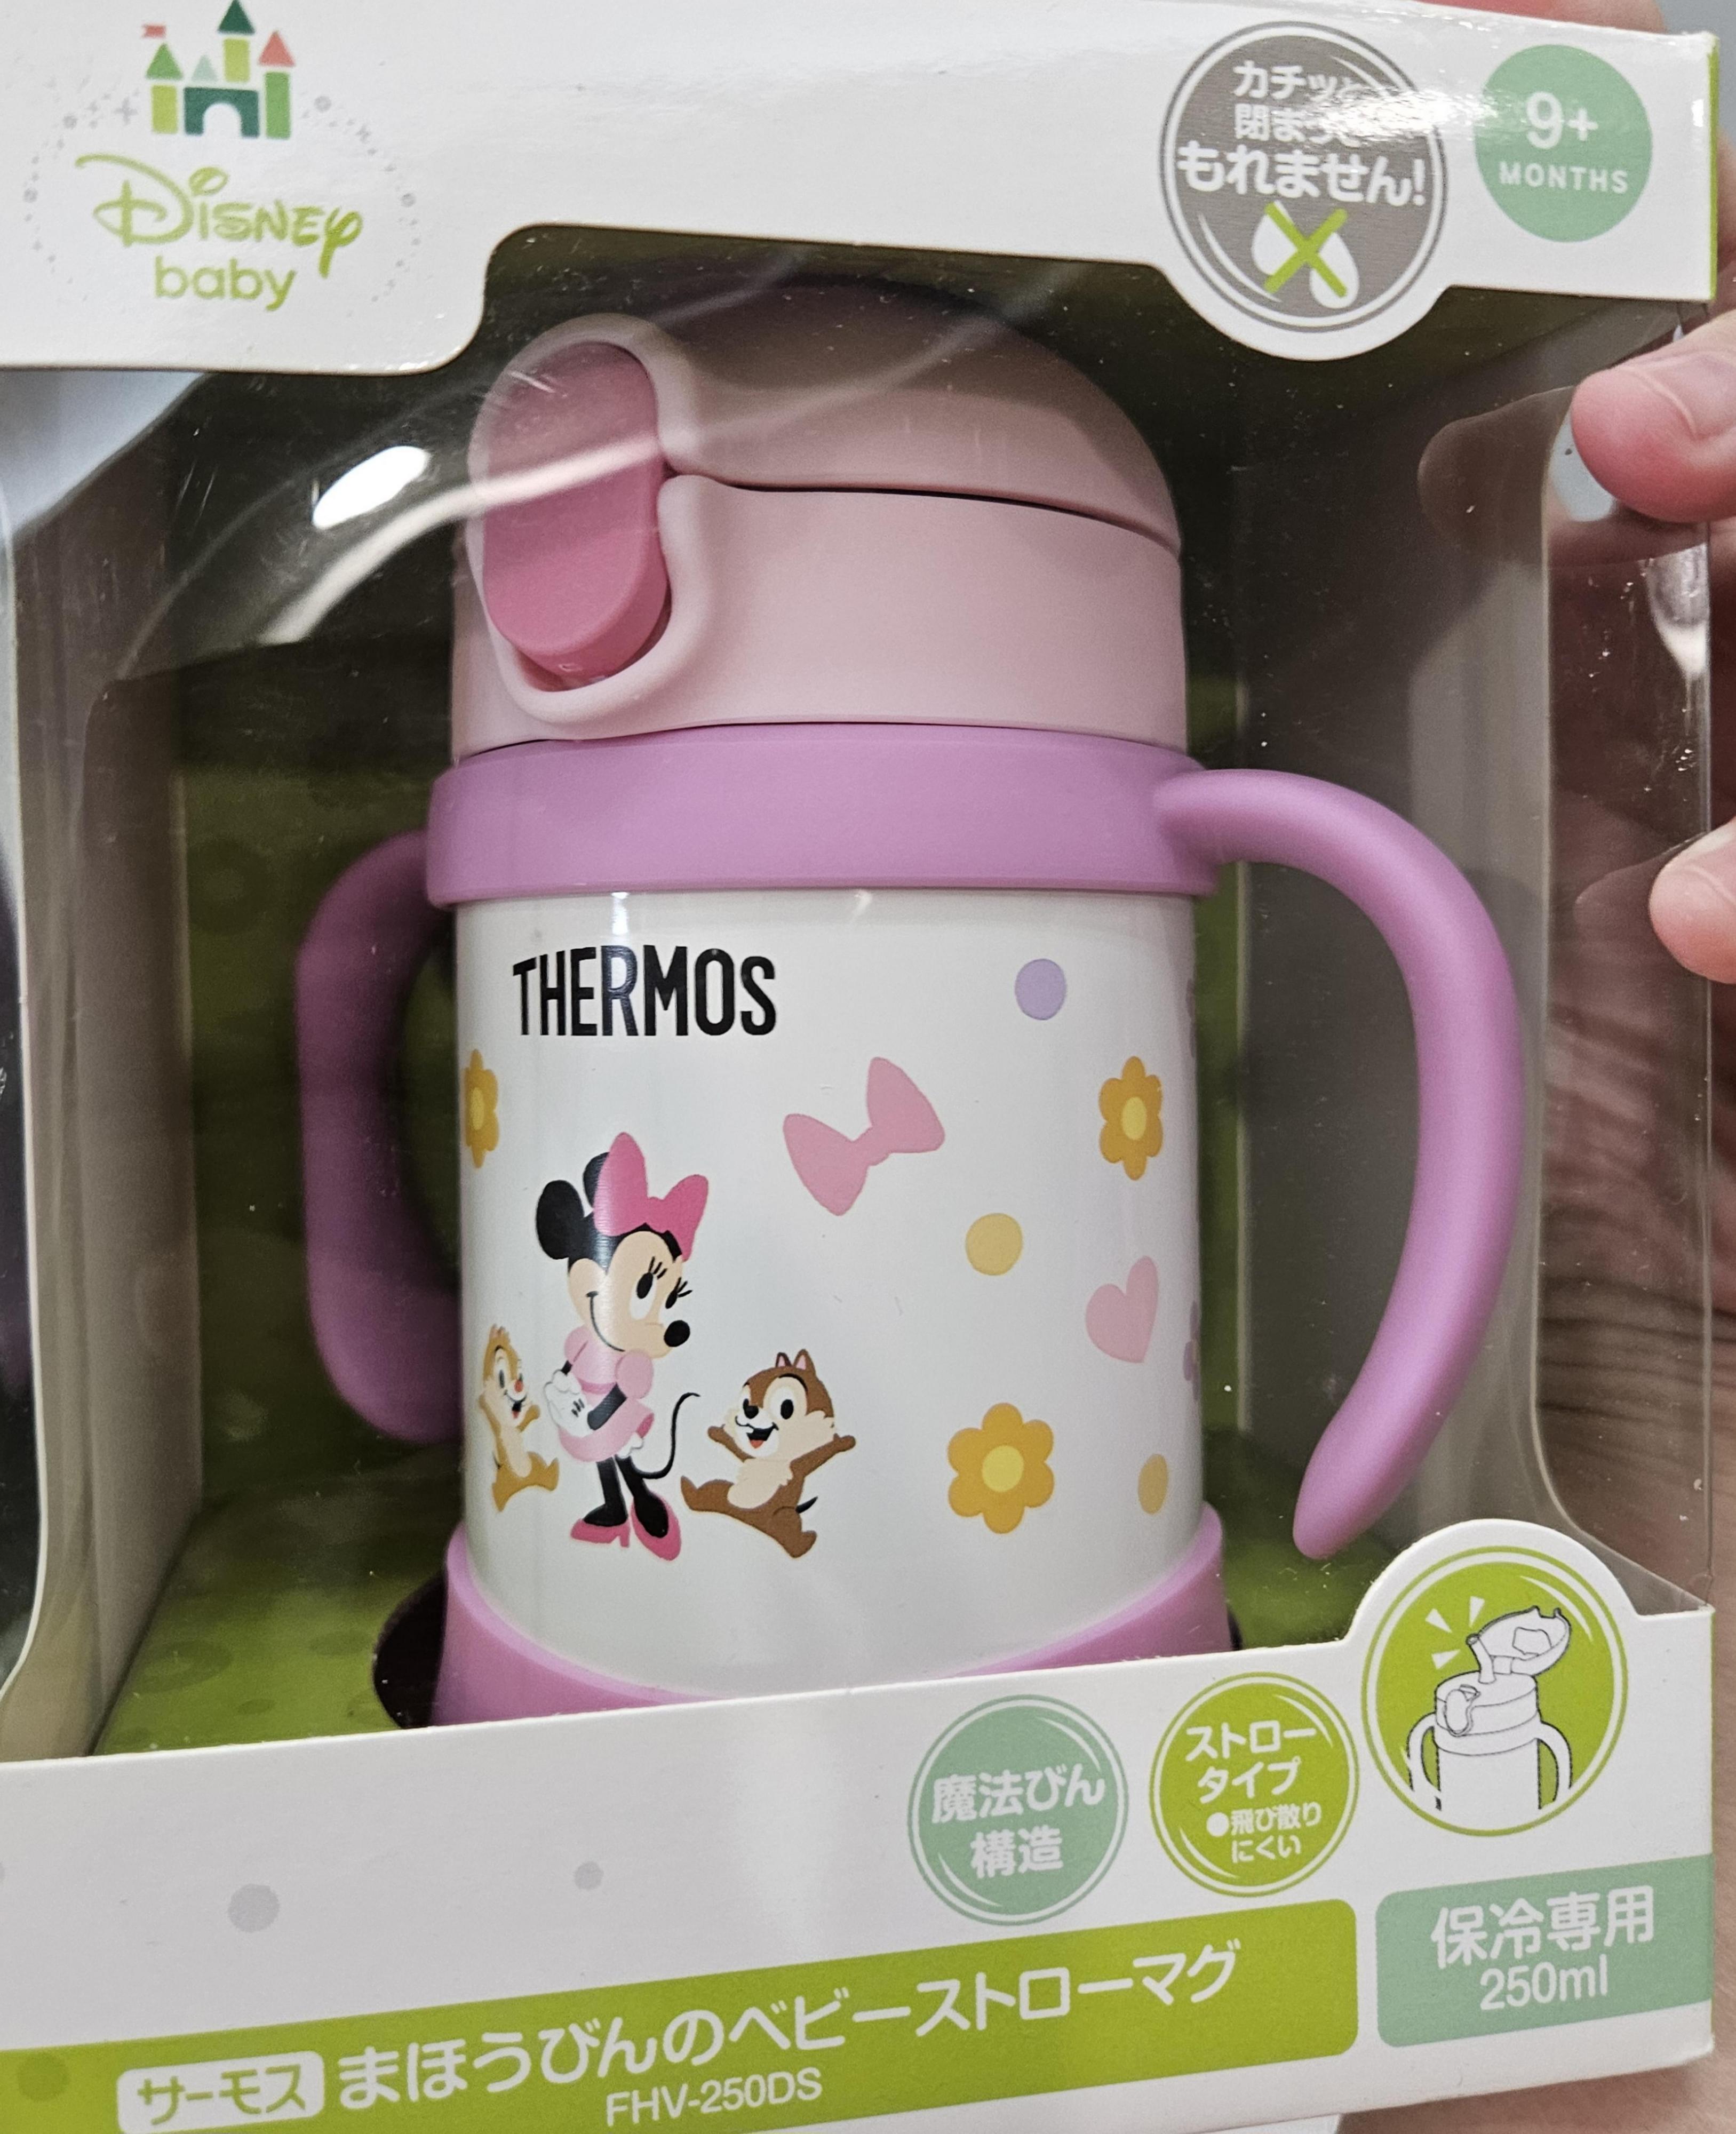 Disney
baby
カチッと
閉まって
もれません!
9+
MONTHS
THERMOS
魔法びん
構造
ストロー
タイプ
●飛び散り
にくい
保冷専用
250ml
サーモス まほうびんのベビーストローマグ
FHV-250DS